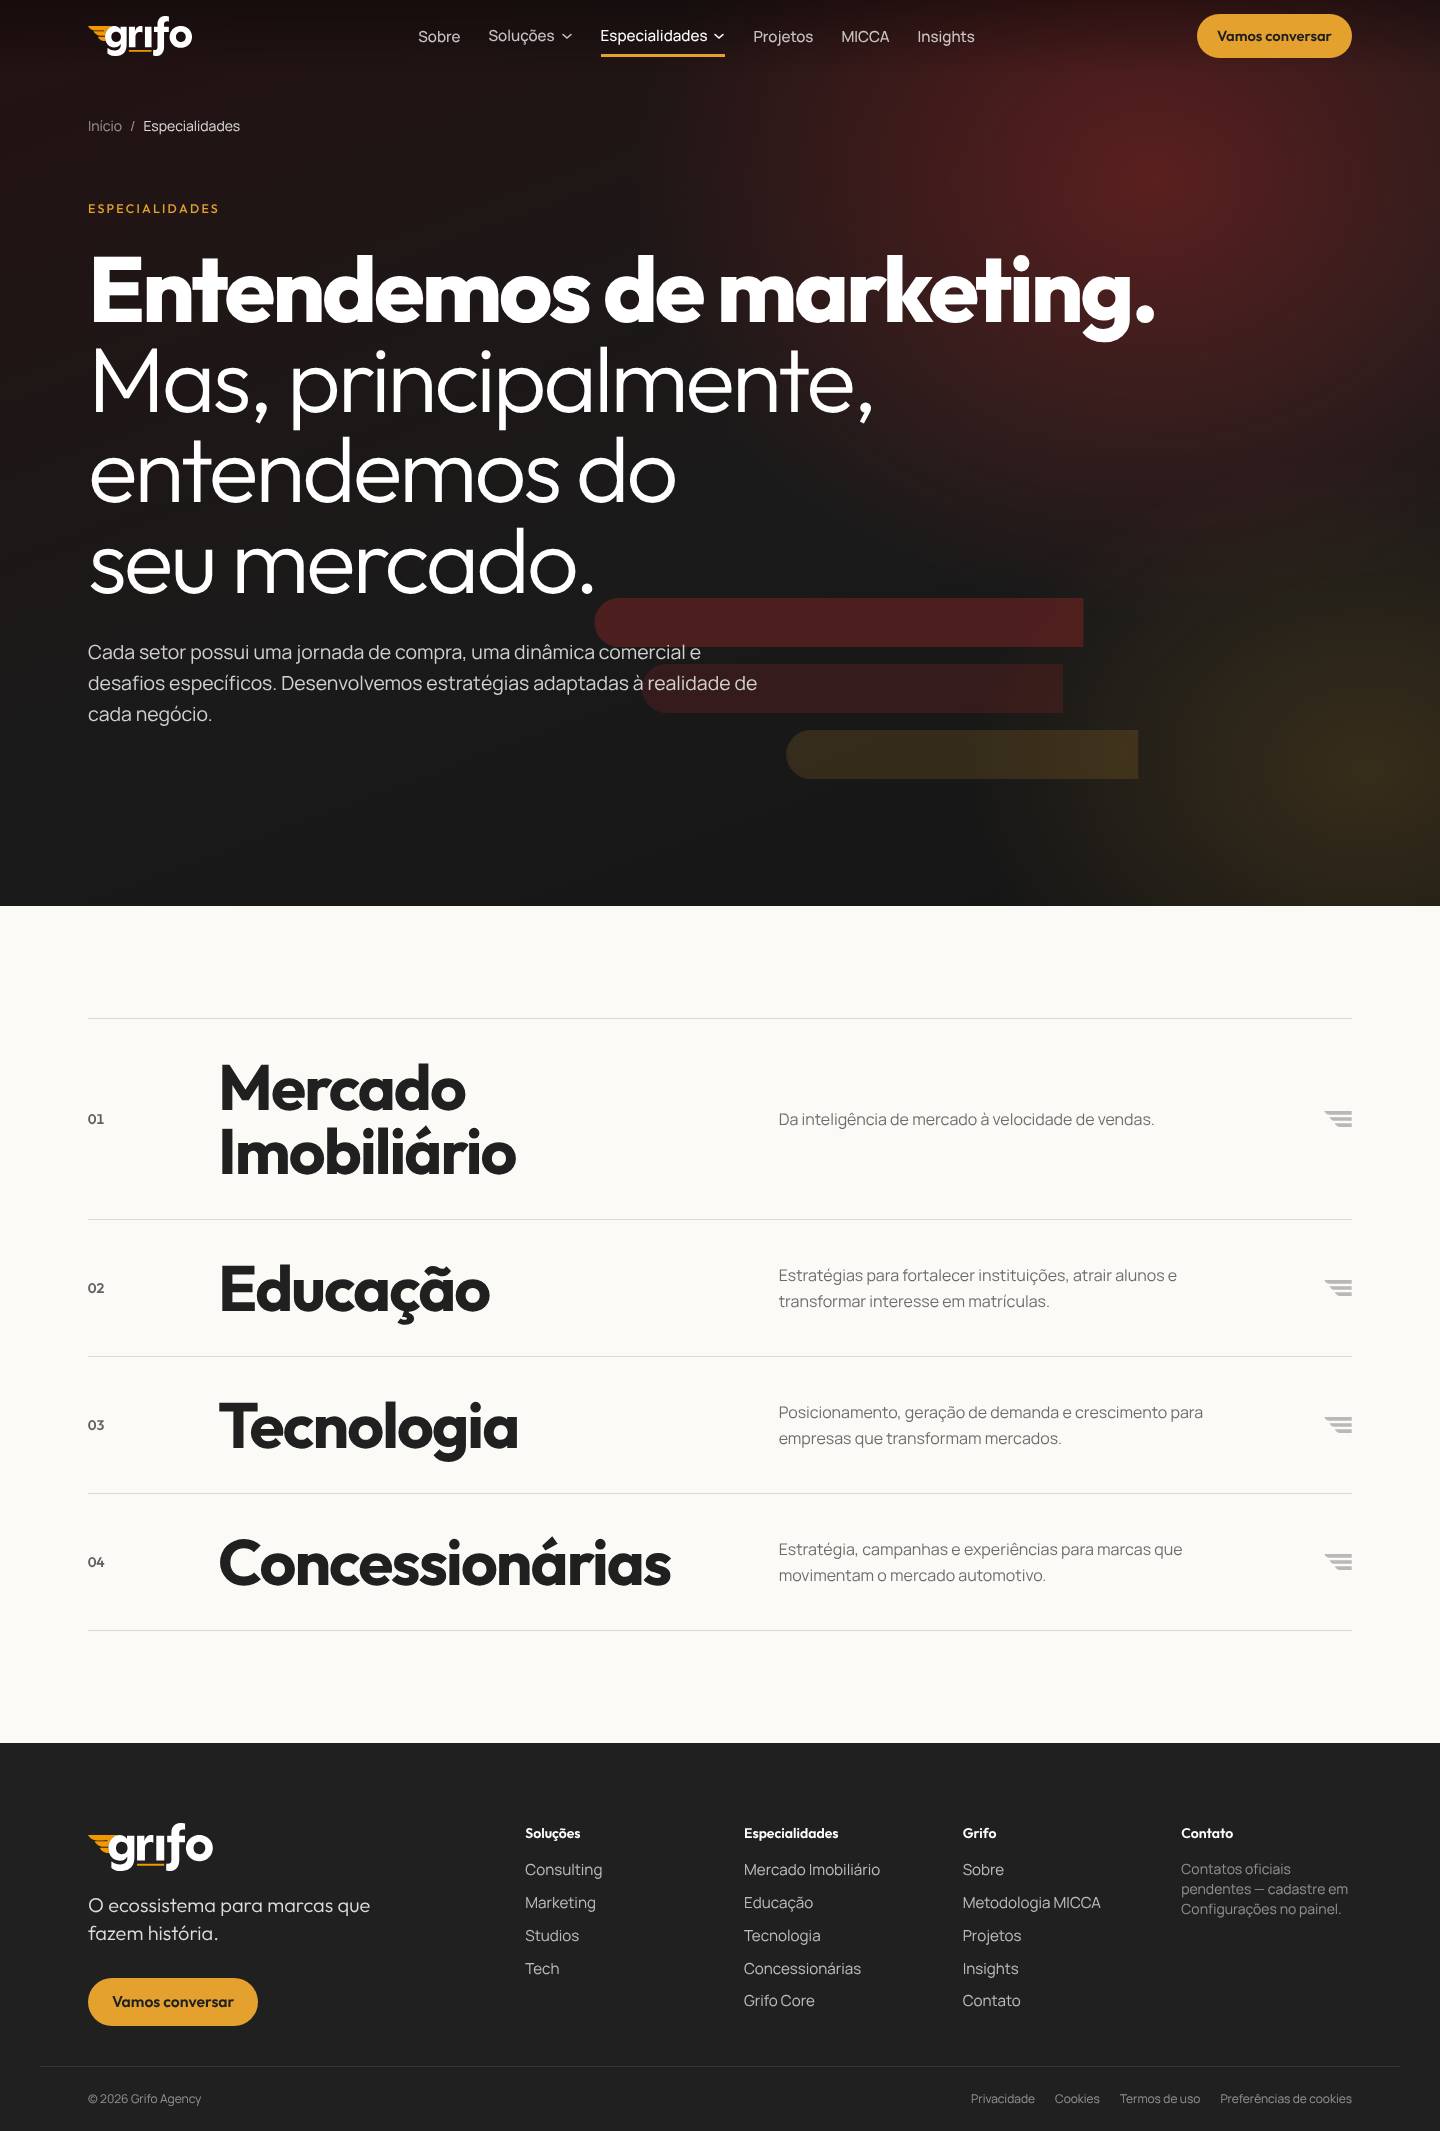 grifo
Sobre
Soluções
Especialidades
Projetos
MICCA
Insights
Vamos conversar
Início / Especialidades
ESPECIALIDADES
Entendemos de marketing.
Mas, principalmente,
entendemos do
seu mercado.
Cada setor possui uma jornada de compra, uma dinâmica comercial e
desafios específicos. Desenvolvemos estratégias adaptadas à realidade de
cada negócio.
01
Mercado
Imobiliário
Da inteligência de mercado à velocidade de vendas.
02
Educação
Estratégias para fortalecer instituições, atrair alunos e
transformar interesse em matrículas.
03
Tecnologia
Posicionamento, geração de demanda e crescimento para
empresas que transformam mercados.
04
Concessionárias
Estratégia, campanhas e experiências para marcas que
movimentam o mercado automotivo.
grifo
O ecossistema para marcas que
fazem história.
Vamos conversar
Soluções
Consulting
Marketing
Studios
Tech
Especialidades
Mercado Imobiliário
Educação
Tecnologia
Concessionárias
Grifo Core
Grifo
Sobre
Metodologia MICCA
Projetos
Insights
Contato
Contato
Contatos oficiais
pendentes — cadastre em
Configurações no painel.
© 2026 Grifo Agency
Privacidade
Cookies
Termos de uso
Preferências de cookies